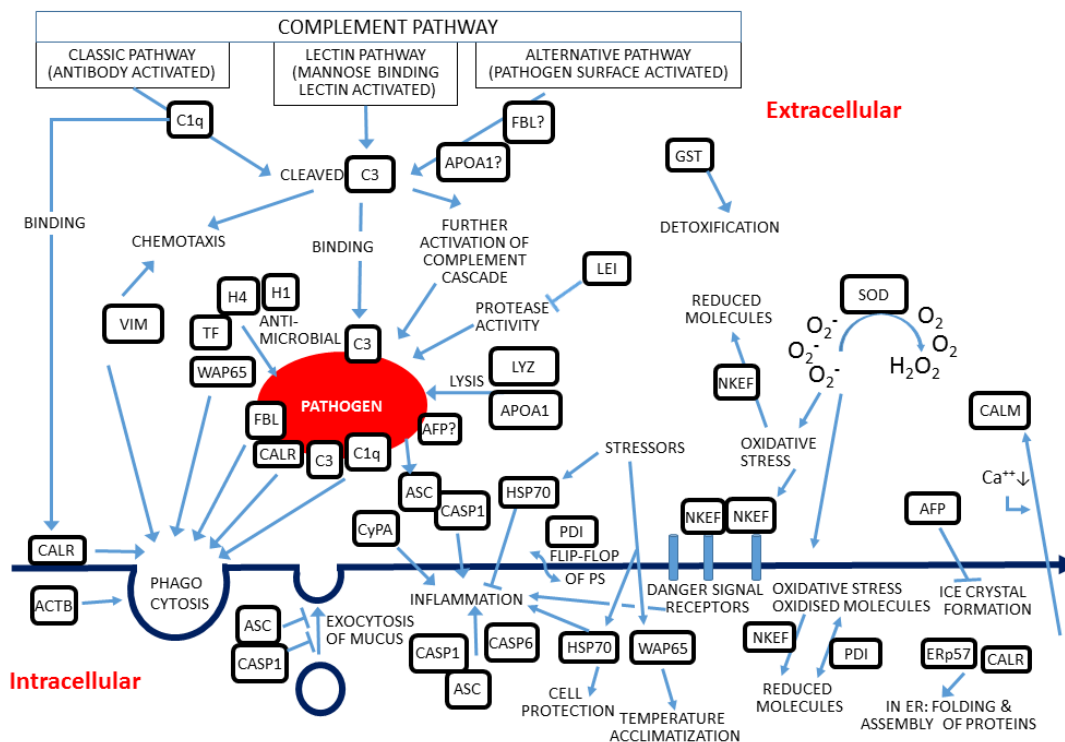 COMPLEMENT PATHWAY
CLASSIC PATHWAY
(ANTIBODY ACTIVATED)
LECTIN PATHWAY
(MANNOSE BINDING
LECTIN ACTIVATED)
ALTERNATIVE PATHWAY
(PATHOGEN SURFACE ACTIVATED)
Extracellular
C1q
FBL?
APOA1?
CLEAVED
C3
GST
BINDING
CHEMOTAXIS
BINDING
FURTHER
ACTIVATION OF
COMPLEMENT
CASCADE
DETOXIFICATION
LEI
H4
H1
VIM
TF
ANTI-
MICROBIAL
PROTEASE
ACTIVITY
REDUCED
MOLECULES
SOD
O2-
O2-
O2-
O2-
O2
O2
H2O2
C3
WAP65
PATHOGEN
LYSIS
LYZ
APOA1
NKEF
CALM
FBL
AFP?
CALR
C3
C1q
STRESSORS
OXIDATIVE
STRESS
Ca++↓
ASC
CASP1
HSP70
NKEF
NKEF
AFP
CyPA
PDI
CALR
FLIP-FLOP
OF PS
PHAGO
CYTOSIS
ACTB
INFLAMMATION
DANGER SIGNAL
RECEPTORS
OXIDATIVE STRESS
OXIDISED MOLECULES
ICE CRYSTAL
FORMATION
ASC
CASP1
EXOCYTOSIS
OF MUCUS
CASP1
ASC
CASP6
HSP70
WAP65
NKEF
PDI
ERp57
CALR
Intracellular
CELL
PROTECTION
TEMPERATURE
ACCLIMATIZATION
REDUCED
MOLECULES
IN ER: FOLDING &
ASSEMBLY OF PROTEINS